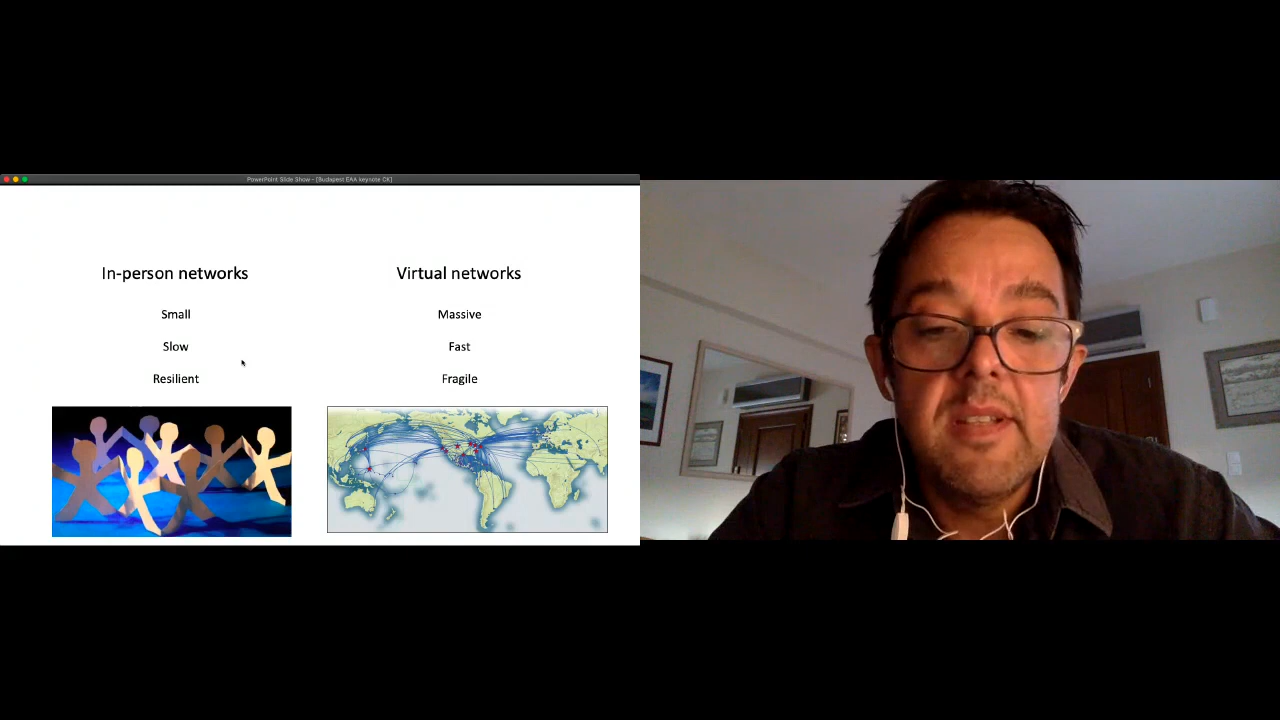 PowerPoint Slide Show - [Budapest EAA keynote CK]
In-person networks
Small
Slow
Resilient
Virtual networks
Massive
Fast
Fragile